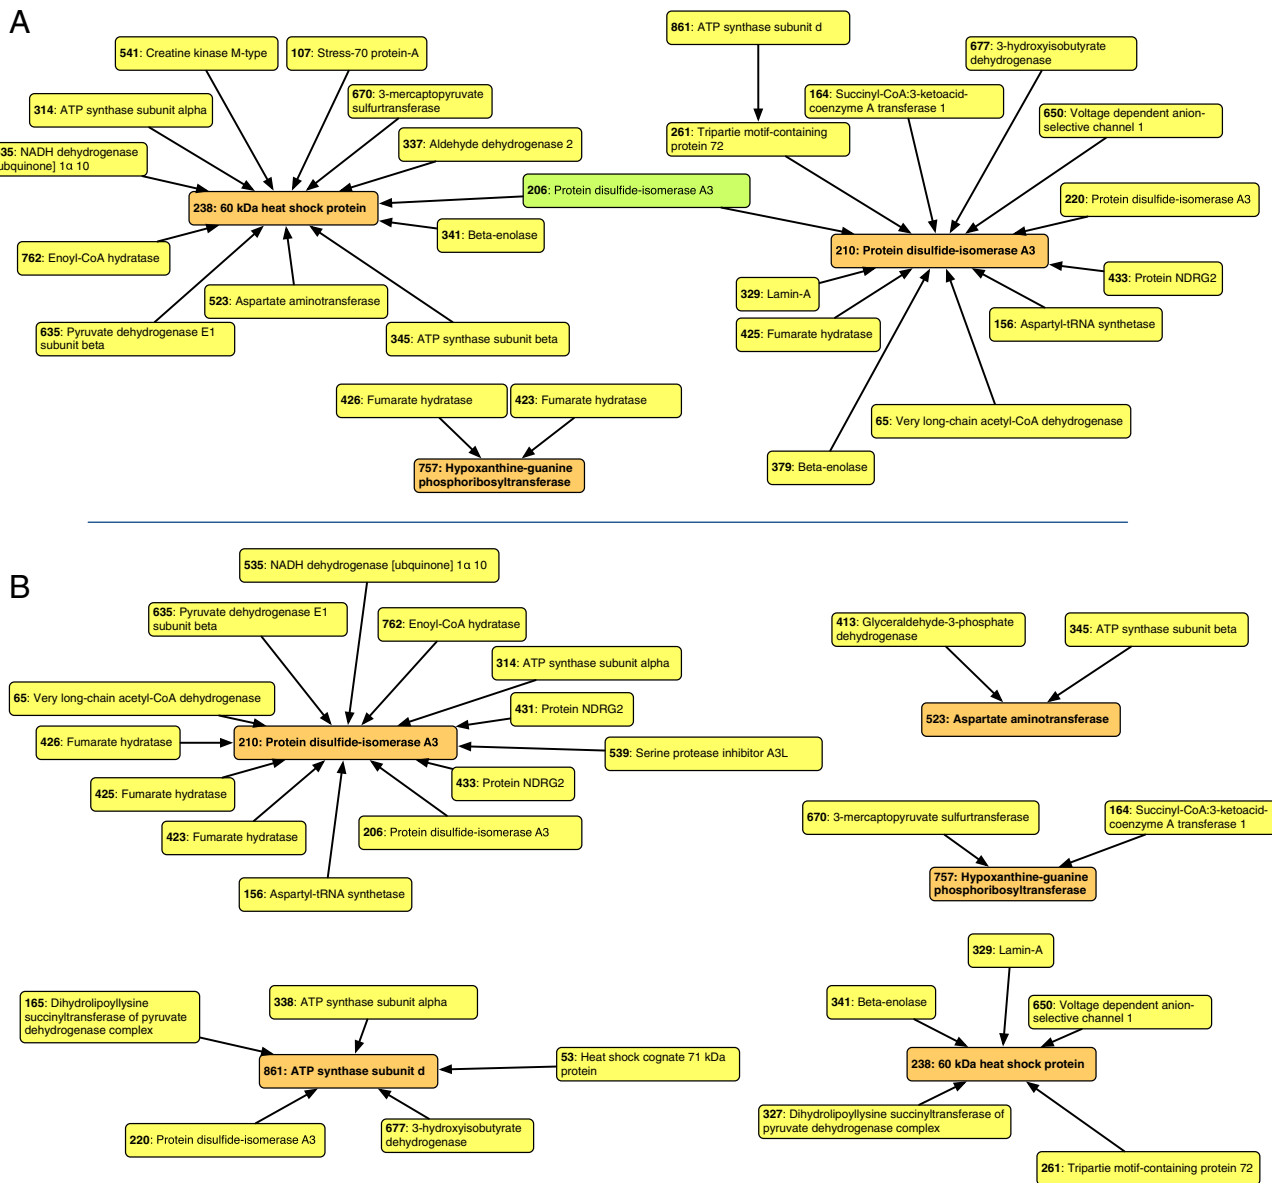 A
541: Creatine kinase M-type
107: Stress-70 protein-A
861: ATP synthase subunit d
677: 3-hydroxyisobutyrate
dehydrogenase
314: ATP synthase subunit alpha
670: 3-mercaptopyruvate
sulfurtransferase
164: Succinyl-CoA:3-ketoacid-
coenzyme A transferase 1
650: Voltage dependent anion-
selective channel 1
35: NADH dehydrogenase
ubquinone] 1α 10
337: Aldehyde dehydrogenase 2
261: Tripartie motif-containing
protein 72
206: Protein disulfide-isomerase A3
220: Protein disulfide-isomerase A3
238: 60 kDa heat shock protein
341: Beta-enolase
210: Protein disulfide-isomerase A3
762: Enoyl-CoA hydratase
433: Protein NDRG2
523: Aspartate aminotransferase
329: Lamin-A
635: Pyruvate dehydrogenase E1
subunit beta
345: ATP synthase subunit beta
425: Fumarate hydratase
156: Aspartyl-tRNA synthetase
426: Fumarate hydratase
423: Fumarate hydratase
65: Very long-chain acetyl-CoA dehydrogenase
757: Hypoxanthine-guanine
phosphoribosyltransferase
379: Beta-enolase
B
535: NADH dehydrogenase [ubquinone] 1α 10
635: Pyruvate dehydrogenase E1
subunit beta
762: Enoyl-CoA hydratase
314: ATP synthase subunit alpha
65: Very long-chain acetyl-CoA dehydrogenase
431: Protein NDRG2
426: Fumarate hydratase
210: Protein disulfide-isomerase A3
539: Serine protease inhibitor A3L
425: Fumarate hydratase
433: Protein NDRG2
423: Fumarate hydratase
206: Protein disulfide-isomerase A3
156: Aspartyl-tRNA synthetase
413: Glyceraldehyde-3-phosphate
dehydrogenase
345: ATP synthase subunit beta
523: Aspartate aminotransferase
670: 3-mercaptopyruvate sulfurtransferase
164: Succinyl-CoA:3-ketoacid-
coenzyme A transferase 1
757: Hypoxanthine-guanine
phosphoribosyltransferase
165: Dihydrolipoyllysine
succinyltransferase of pyruvate
dehydrogenase complex
338: ATP synthase subunit alpha
861: ATP synthase subunit d
53: Heat shock cognate 71 kDa
protein
220: Protein disulfide-isomerase A3
677: 3-hydroxyisobutyrate
dehydrogenase
329: Lamin-A
341: Beta-enolase
650: Voltage dependent anion-
selective channel 1
238: 60 kDa heat shock protein
327: Dihydrolipoyllysine succinyltransferase of
pyruvate dehydrogenase complex
261: Tripartie motif-containing protein 72